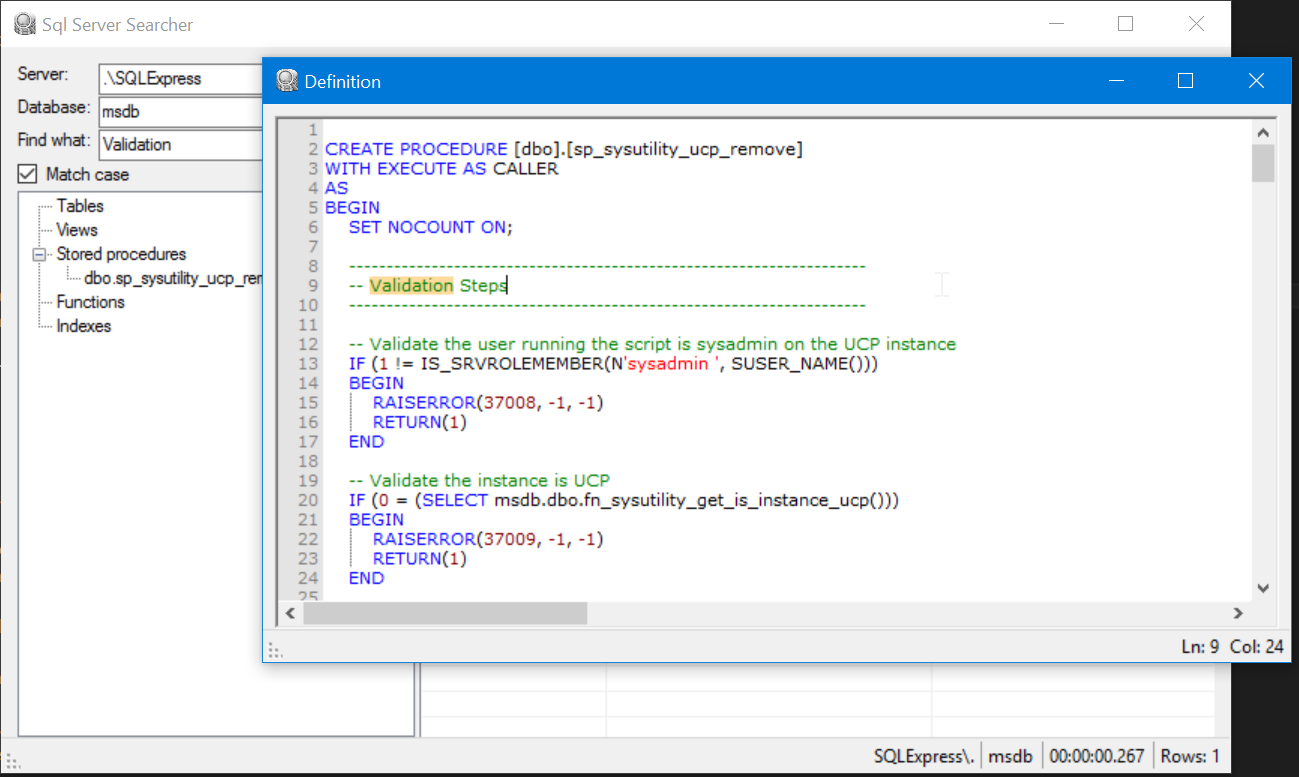 Sql Server Searcher
Server:
.\SQLExpress
Database:
msdb
Find what:
Validation
Match case
Tables
Views
Stored procedures
dbo.sp_sysutility_ucp_rem
Functions
Indexes
Definition
1
2 CREATE PROCEDURE [dbo].[sp_sysutility_ucp_remove]
3 WITH EXECUTE AS CALLER
4 AS
5 BEGIN
6 SET NOCOUNT ON;
7
8 ----------------------------------------------------------------------
9 -- Validation Steps
10 ----------------------------------------------------------------------
11
12 -- Validate the user running the script is sysadmin on the UCP instance
13 IF (1 != IS_SRVROLEMEMBER(N'sysadmin ', SUSER_NAME()))
14 BEGIN
15 RAISERROR(37008, -1, -1)
16 RETURN(1)
17 END
18
19 -- Validate the instance is UCP
20 IF (0 = (SELECT msdb.dbo.fn_sysutility_get_is_instance_ucp()))
21 BEGIN
22 RAISERROR(37009, -1, -1)
23 RETURN(1)
24 END
25
Ln: 9 Col: 24
SQLExpress\. msdb 00:00:00.267 Rows: 1